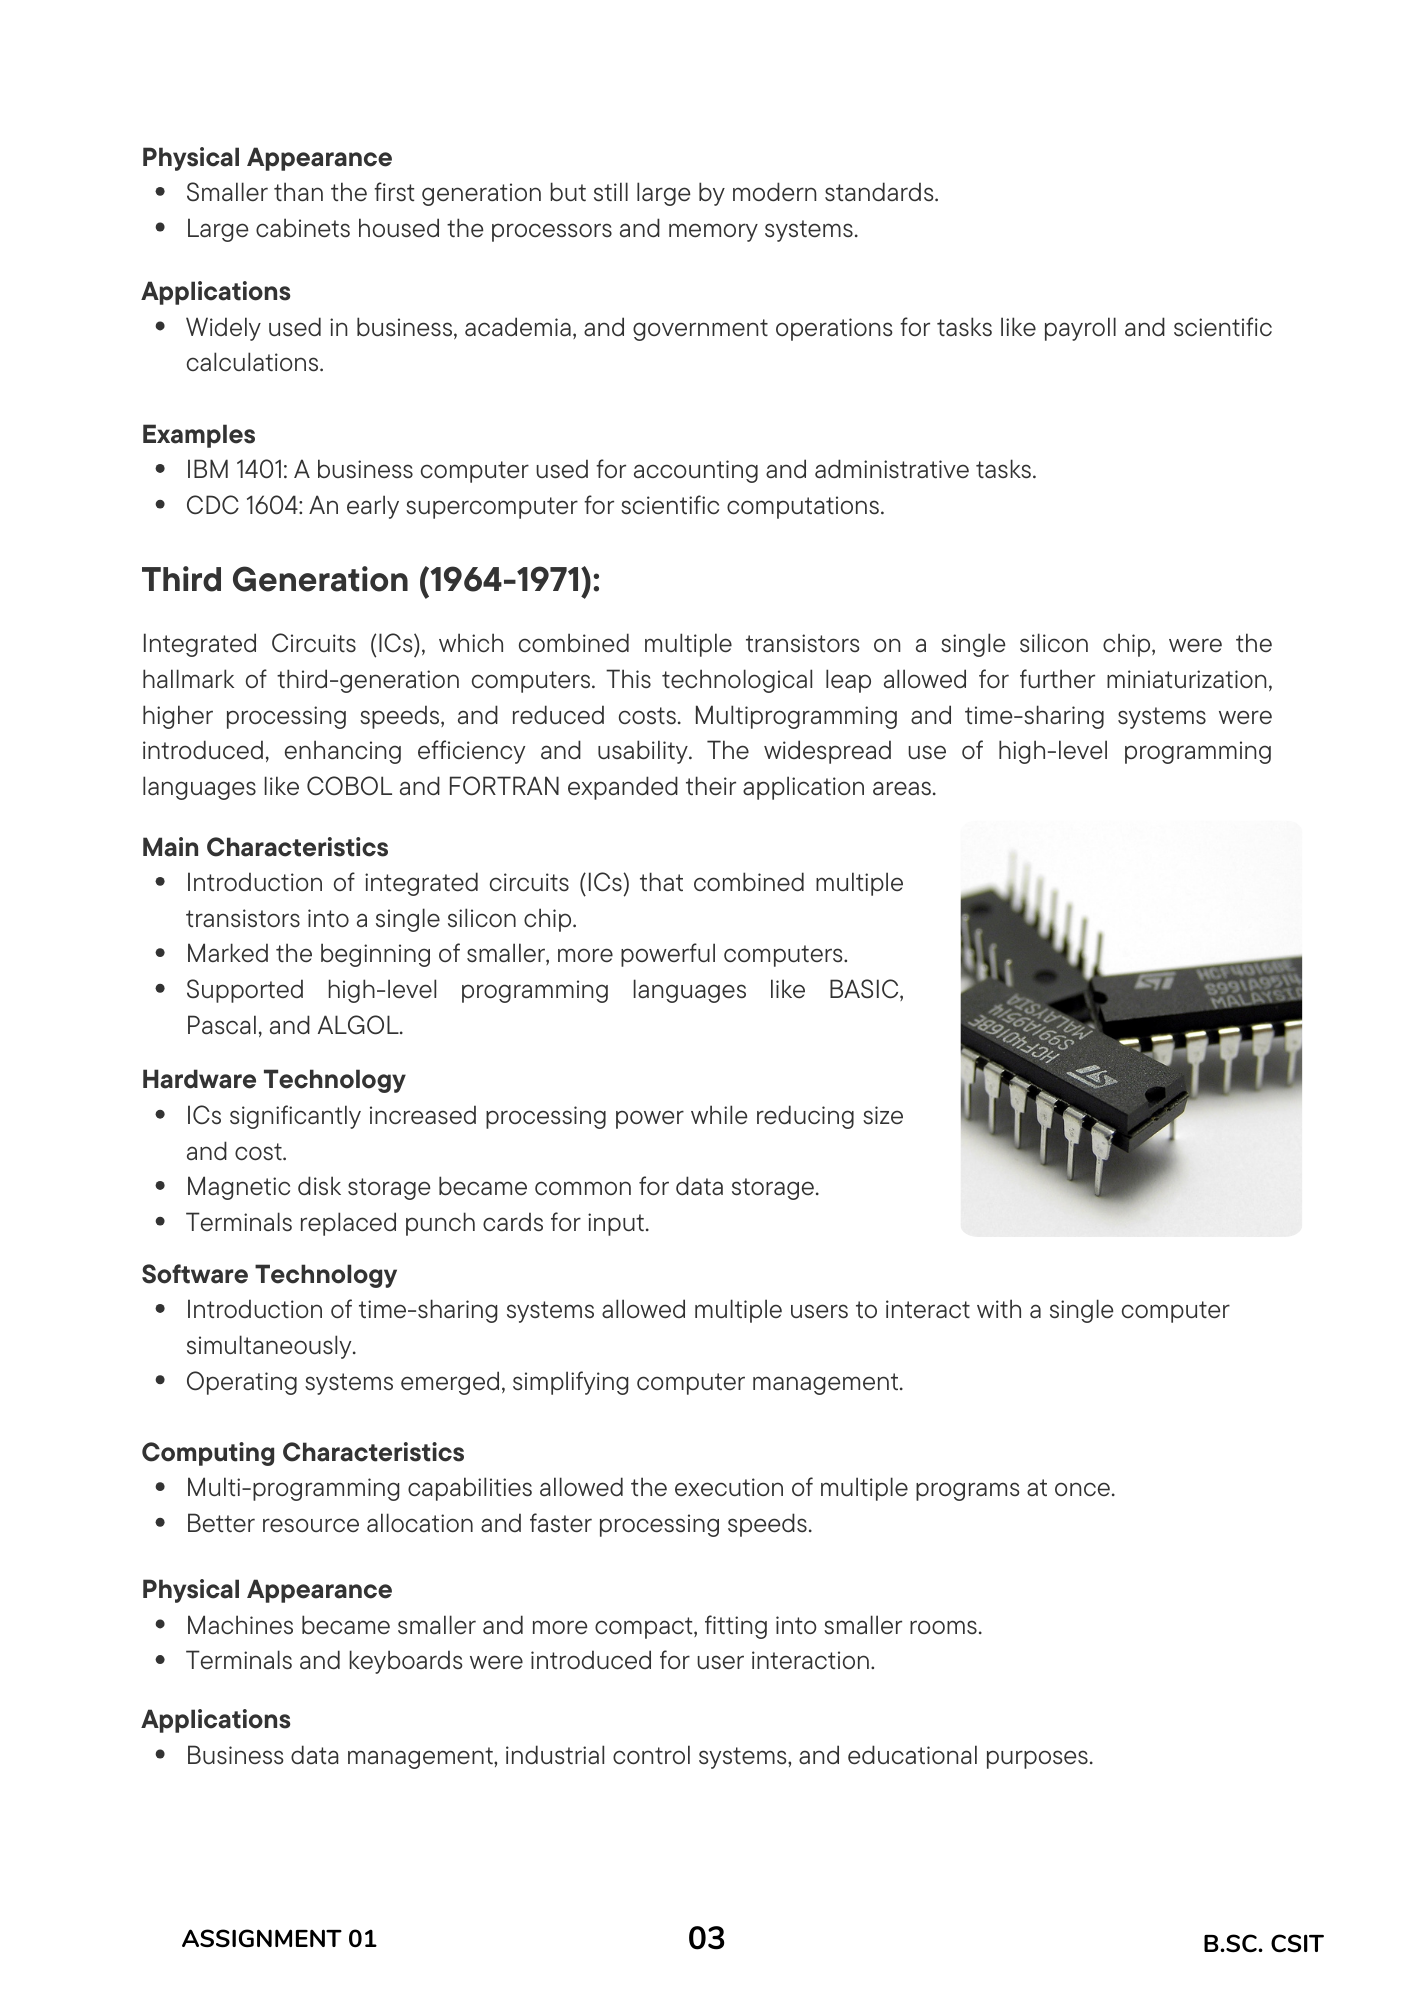 Physical Appearance
• Smaller than the first generation but still large by modern standards.
• Large cabinets housed the processors and memory systems.
Applications
• Widely used in business, academia, and government operations for tasks like payroll and scientific
calculations.
Examples
• IBM 1401: A business computer used for accounting and administrative tasks.
• CDC 1604: An early supercomputer for scientific computations.
Third Generation (1964-1971):
Integrated Circuits (ICs), which combined multiple transistors on a single silicon chip, were the
hallmark of third-generation computers. This technological leap allowed for further miniaturization,
higher processing speeds, and reduced costs. Multiprogramming and time-sharing systems were
introduced, enhancing efficiency and usability. The widespread use of high-level programming
languages like COBOL and FORTRAN expanded their application areas.
Main Characteristics
• Introduction of integrated circuits (ICs) that combined multiple
transistors into a single silicon chip.
• Marked the beginning of smaller, more powerful computers.
• Supported high-level programming languages like BASIC,
Pascal, and ALGOL.
HCF4016BE
MALAYSIA
HCF4016BE
S991A9514
MALAYSIA
ST
Hardware Technology
• ICs significantly increased processing power while reducing size
and cost.
• Magnetic disk storage became common for data storage.
• Terminals replaced punch cards for input.
Software Technology
• Introduction of time-sharing systems allowed multiple users to interact with a single computer
simultaneously.
• Operating systems emerged, simplifying computer management.
Computing Characteristics
• Multi-programming capabilities allowed the execution of multiple programs at once.
• Better resource allocation and faster processing speeds.
Physical Appearance
• Machines became smaller and more compact, fitting into smaller rooms.
• Terminals and keyboards were introduced for user interaction.
Applications
• Business data management, industrial control systems, and educational purposes.
ASSIGNMENT 01
03
B.SC. CSIT